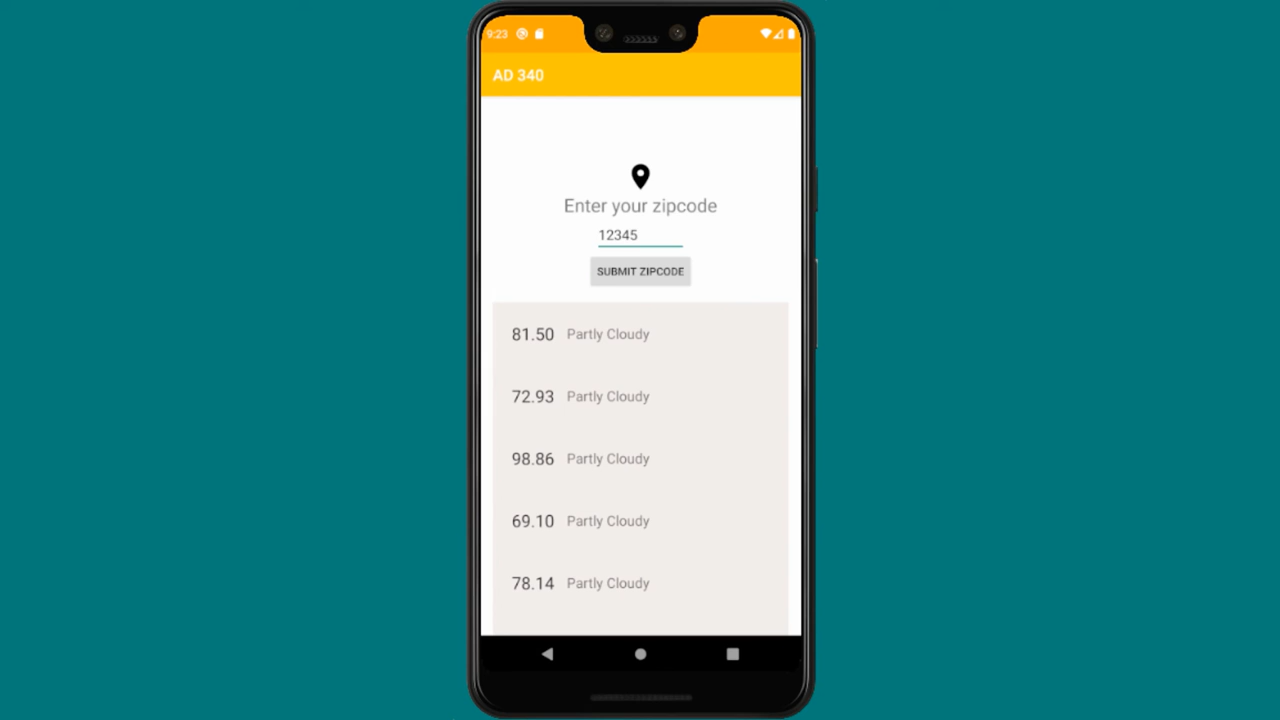 9:23
AD 340
Enter your zipcode
12345
SUBMIT ZIPCODE
81.50 Partly Cloudy
72.93 Partly Cloudy
98.86 Partly Cloudy
69.10 Partly Cloudy
78.14 Partly Cloudy